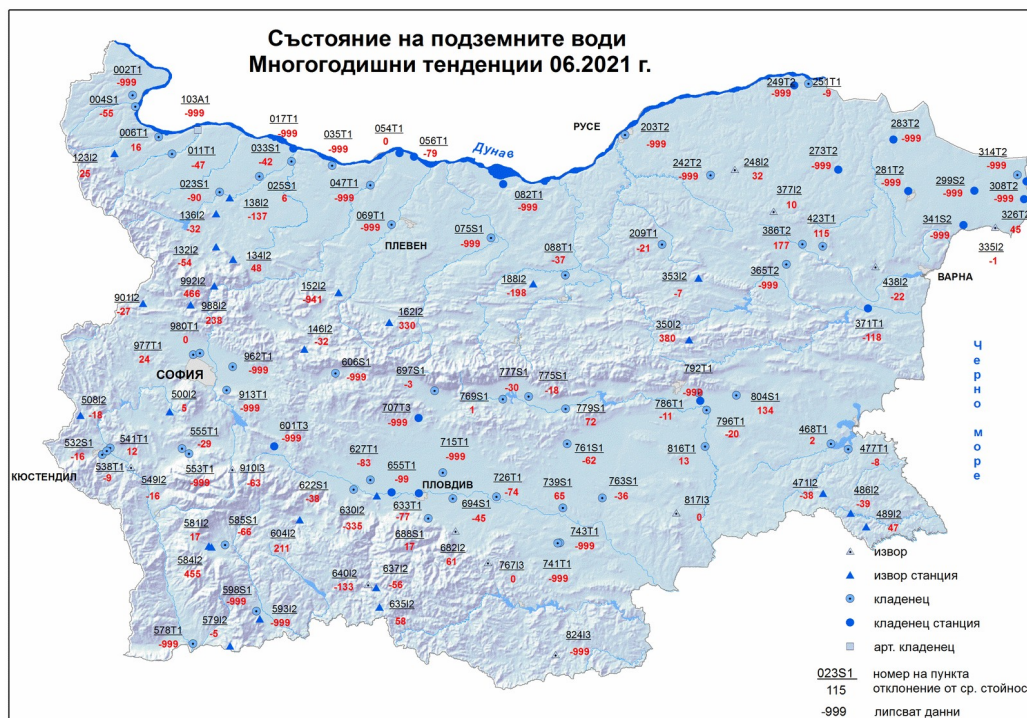 Състояние на подземните води
Многогодишни тенденции 06.2021 г.
002T1
-999
004S1
-55
103A1
-999
006T1
16
017T1
-999
011T1
-47
123I2
25
033S1
-42
035T1
-999
054T1
0
056T1
-79
Дунав
РУСЕ
203T2
-999
249T2
-999
251T1
-9
283T2
-999
023S1
-90
025S1
6
138I2
-137
047T1
-999
082T1
-999
242T2
-999
248I2
32
273T2
-999
281T2
-999
299S2
-999
314T2
-999
308T2
-999
326T2
45
136I2
-32
069T1
-999
ПЛЕВЕН
075S1
-999
377I2
10
423T1
115
386T2
177
341S2
-999
335I2
-1
132I2
-54
134I2
48
088T1
-37
209T1
-21
365T2
-999
ВАРНА
438I2
-22
992I2
466
988I2
238
901I2
-27
152I2
-941
188I2
-198
353I2
-7
162I2
330
146I2
-32
350I2
380
371T1
-118
980T1
0
977T1
24
СОФИЯ
962T1
-999
606S1
-999
697S1
-3
777S1
-30
775S1
-18
792T1
-999
Черно море
913T1
-999
500I2
5
508I2
-18
769S1
1
779S1
72
786T1
-11
804S1
134
707T3
-999
796T1
-20
532S1
-16
541T1
12
555T1
-29
601T3
-999
627T1
-83
715T1
-999
761S1
-62
816T1
13
468T1
2
477T1
-8
КЮСТЕНДИЛ
538T1
-9
549I2
-16
553T1
-999
910I3
-63
622S1
-38
655T1
-99
ПЛОВДИВ
726T1
-74
739S1
65
763S1
-36
471I2
-38
486I2
-39
489I2
47
630I2
-335
633T1
-77
694S1
-45
817I3
0
581I2
17
585S1
-66
604I2
211
688S1
17
682I2
61
743T1
-999
741T1
-999
584I2
455
640I2
-133
637I2
-56
767I3
0
598S1
-999
593I2
-999
635I2
58
579I2
-5
578T1
-999
824I3
-999
извор
извор станция
кладенец
кладенец станция
арт. кладенец
023S1 номер на пункта
115 отклонение от ср. стойнос
-999 липсват данни